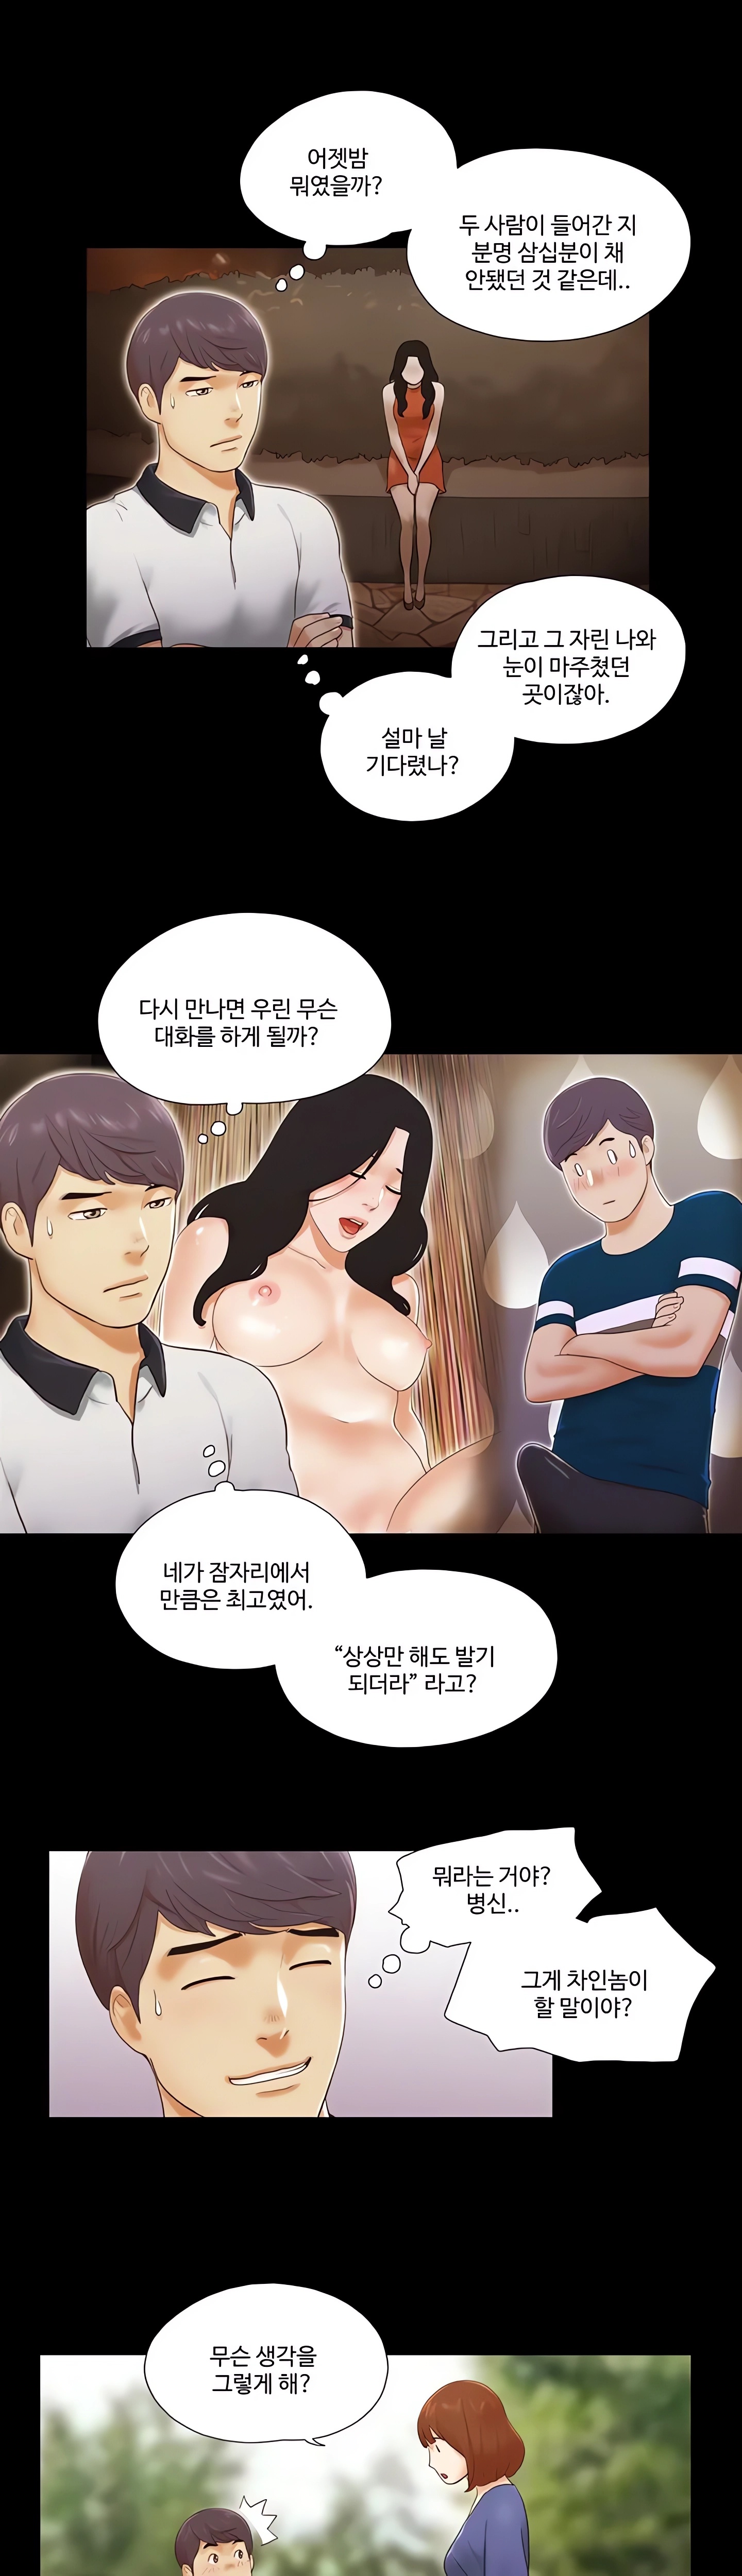 어젯밤
뭐였을까?
두 사람이 들어간 지
분명 삼십분이 채
안됐던 것 같은데..
그리고 그 자린 나와
눈이 마주쳤던
곳이잖아.
설마 날
기다렸나?
다시 만나면 우린 무슨
대화를 하게 될까?
네가 잠자리에서
만큼은 최고였어.
“상상만 해도 발기
되더라” 라고?
뭐라는 거야?
병신..
그게 차인놈이
할 말이야?
무슨 생각을
그렇게 해?